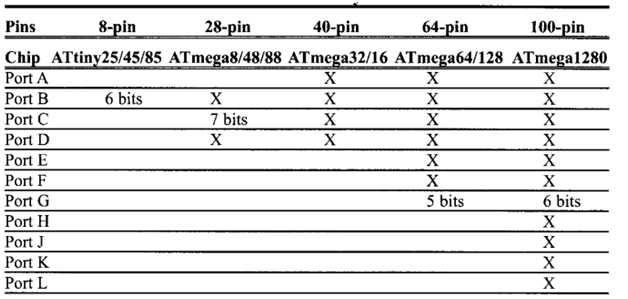 Pins 8-pin 28-pin 40-pin 64-pin 100-pin
Chip ATtiny25/45/85 ATmega8/48/88 ATmega32/16 ATmega64/128 ATmega1280
Port A X X X
Port B 6 bits X X X X
Port C 7 bits X X X
Port D X X X X
Port E X X
Port F X X
Port G 5 bits 6 bits
Port H X
Port J X
Port K X
Port L X